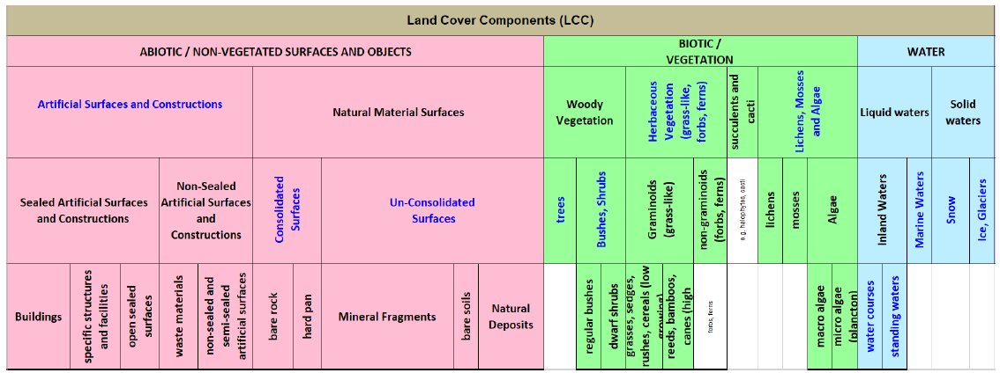 Land Cover Components (LCC)
ABIOTIC / NON-VEGETATED SURFACES AND OBJECTS
BIOTIC /
VEGETATION
WATER
Artificial Surfaces and Constructions
Natural Material Surfaces
Woody
Vegetation
Herbaceous
Vegetation
(grass-like,
forbs, ferns)
succulents and
cacti
Lichens, Mosses
and Algae
Liquid waters
Solid
waters
Sealed Artificial Surfaces
and Constructions
Non-Sealed
Artificial Surfaces
and
Constructions
Consolidated
Surfaces
Un-Consolidated
Surfaces
trees
Bushes, Shrubs
Graminoids
(grass-like)
non-graminoids
(forbs, ferns)
e.g. halophytes, cacti
lichens
mosses
Algae
Inland Waters
Marine Waters
Snow
Ice, Glaciers
Buildings
specific structures
and facilities
open sealed
surfaces
waste materials
non-sealed and
semi-sealed
artificial surfaces
bare rock
hard pan
Mineral Fragments
bare soils
Natural
Deposits
regular bushes
dwarf shrubs
grasses, sedges,
rushes, cereals (low
growing)
reeds, bamboos,
canes (high
forbs, ferns
macro algae
micro algae
(plancton)
water courses
standing waters